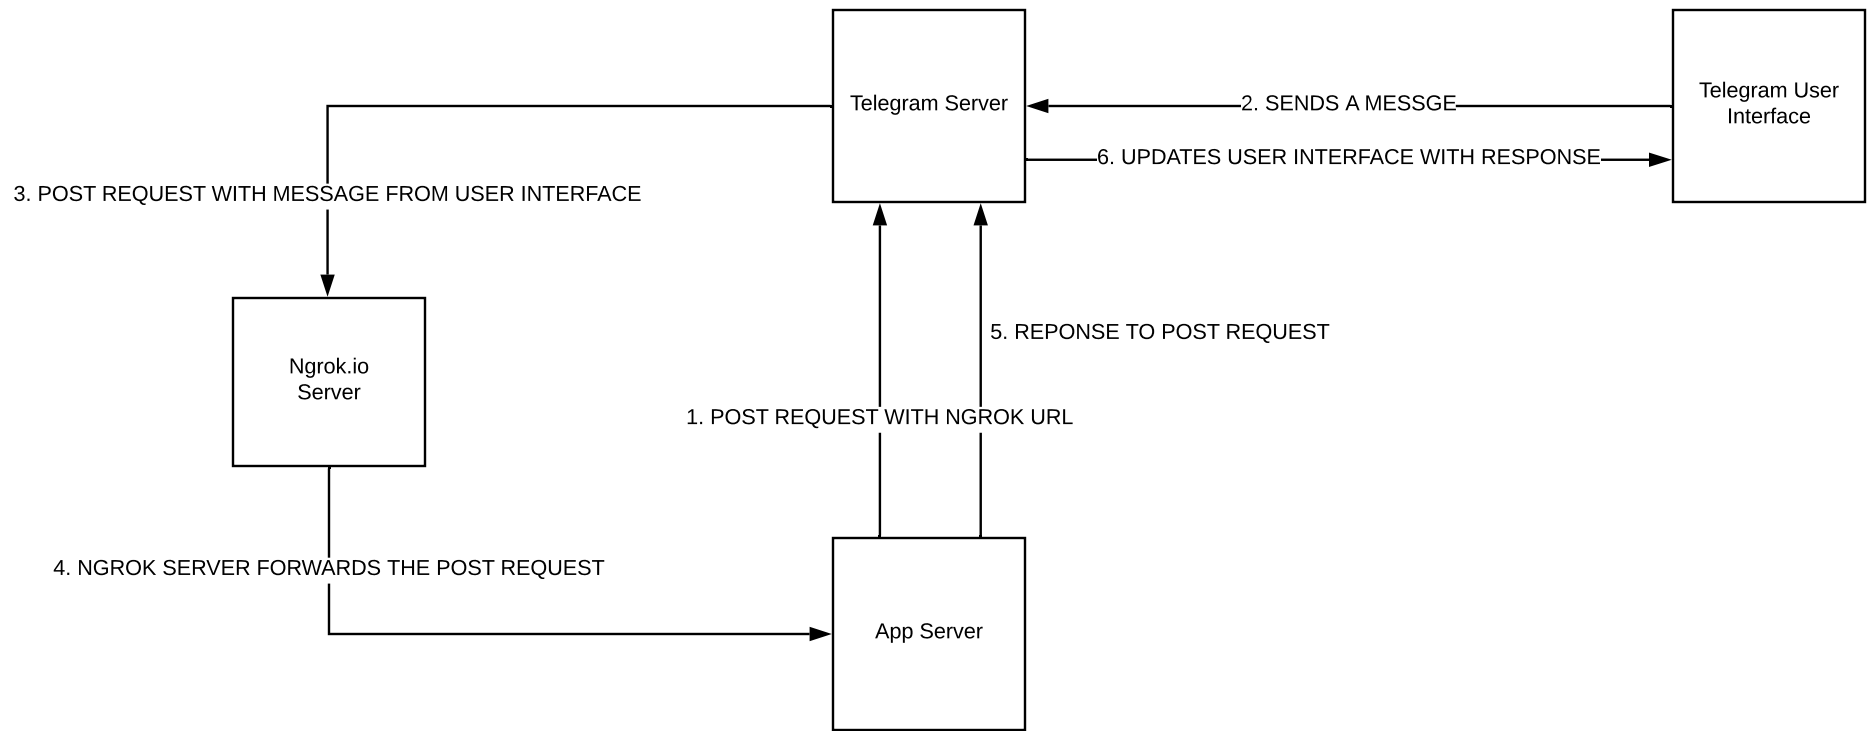 Telegram Server
2. SENDS A MESSGE
Telegram User
Interface
6. UPDATES USER INTERFACE WITH RESPONSE
3. POST REQUEST WITH MESSAGE FROM USER INTERFACE
5. REPONSE TO POST REQUEST
Ngrok.io
Server
1. POST REQUEST WITH NGROK URL
4. NGROK SERVER FORWARDS THE POST REQUEST
App Server